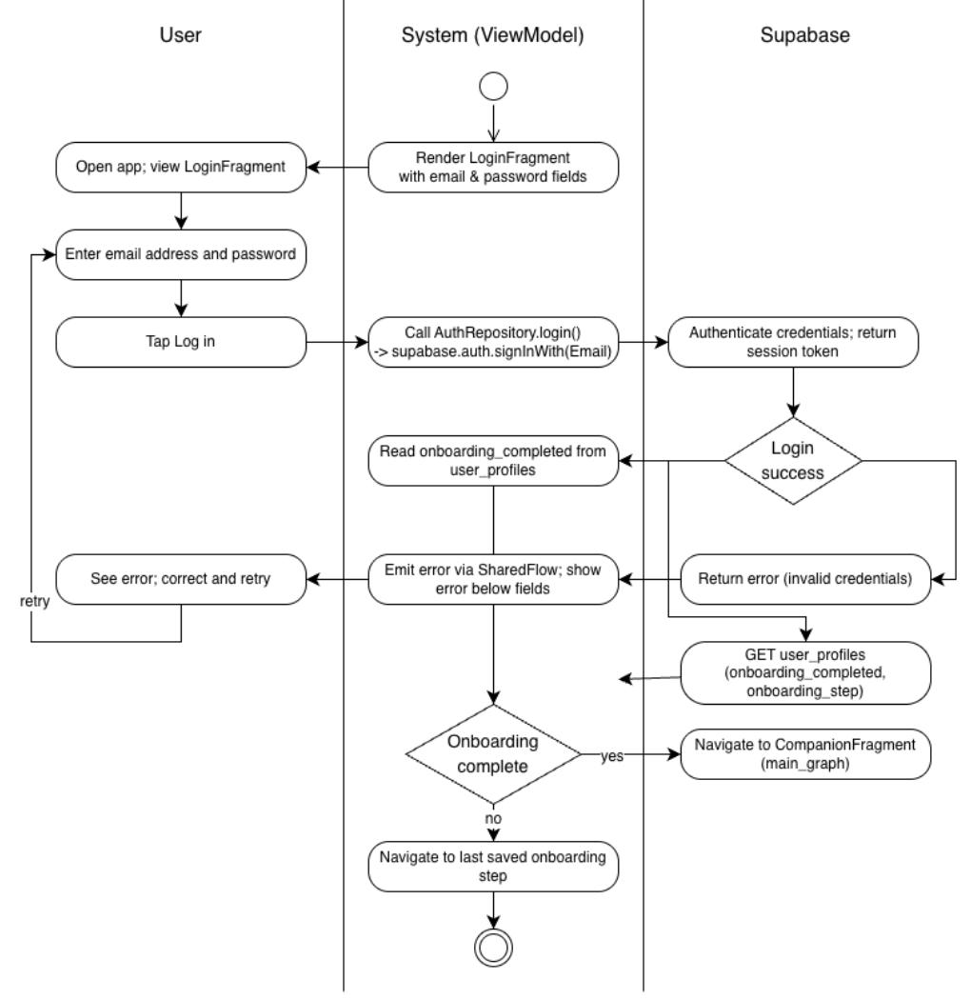 User
System (ViewModel)
Supabase
Open app; view LoginFragment
Render LoginFragment
with email & password fields
Enter email address and password
Tap Log in
Call AuthRepository.login()
-> supabase.auth.signInWith(Email)
Authenticate credentials; return
session token
Login
success
Read onboarding_completed from
user_profiles
See error; correct and retry
Emit error via SharedFlow; show
error below fields
Return error (invalid credentials)
retry
GET user_profiles
(onboarding_completed,
onboarding_step)
Onboarding
complete
yes
Navigate to CompanionFragment
(main_graph)
no
Navigate to last saved onboarding
step